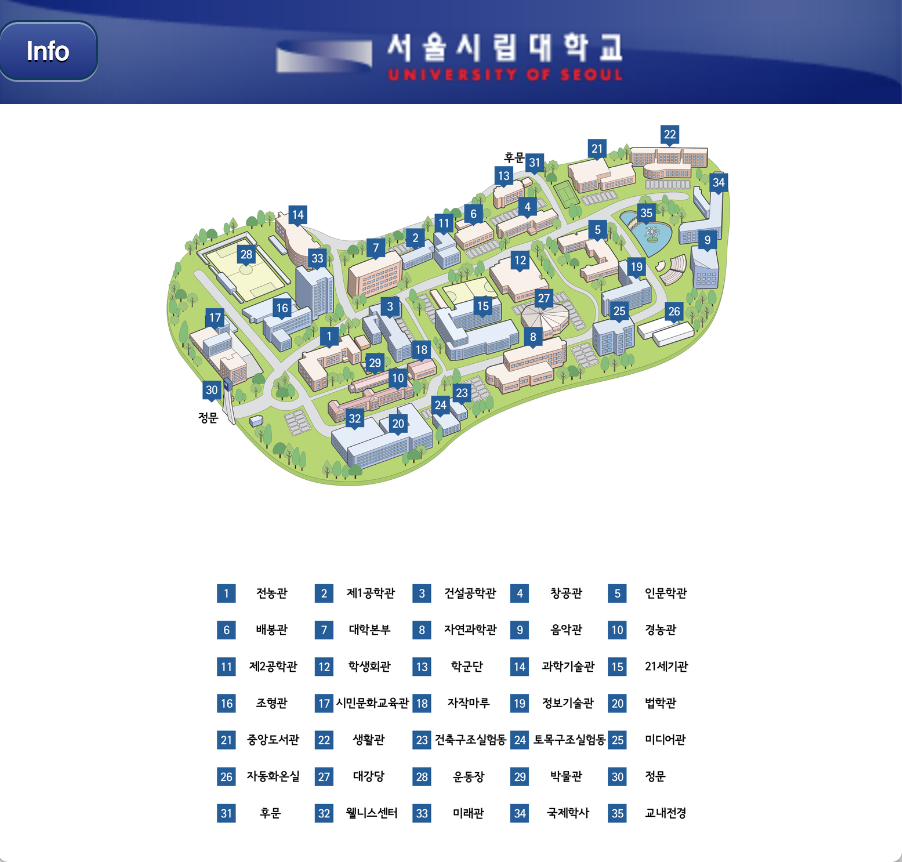 Info
서울시립대학교
UNIVERSITY OF SEOUL
22
21
후문 31
13
34
14
4
6
35
11
5
2
7
9
28
33
12
19
27
16
3
15
25
26
17
1
8
18
29
10
30
23
24
정문
32
20
1 전농관 2 제1공학관 3 건설공학관 4 창공관 5 인문학관
6 배봉관 7 대학본부 8 자연과학관 9 음악관 10 경농관
11 제2공학관 12 학생회관 13 학군단 14 과학기술관 15 21세기관
16 조형관 17 시민문화교육관 18 자작마루 19 정보기술관 20 법학관
21 중앙도서관 22 생활관 23 건축구조실험동 24 토목구조실험동 25 미디어관
26 자동화온실 27 대강당 28 운동장 29 박물관 30 정문
31 후문 32 웰니스센터 33 미래관 34 국제학사 35 교내전경